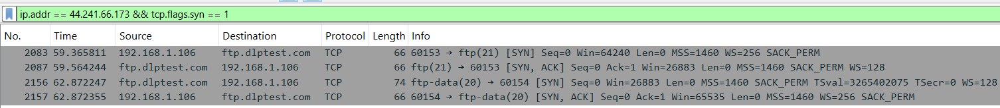 ip.addr == 44.241.66.173 && tcp.flags.syn == 1
No. Time Source Destination Protocol Length Info
2083 59.365811 192.168.1.106 ftp.dlptest.com TCP 66 60153 → ftp(21) [SYN] Seq=0 Win=64240 Len=0 MSS=1460 WS=256 SACK_PERM
2087 59.564244 ftp.dlptest.com 192.168.1.106 TCP 66 ftp(21) → 60153 [SYN, ACK] Seq=0 Ack=1 Win=26883 Len=0 MSS=1460 SACK_PERM WS=128
2156 62.872247 ftp.dlptest.com 192.168.1.106 TCP 74 ftp-data(20) → 60154 [SYN] Seq=0 Win=26883 Len=0 MSS=1460 SACK_PERM TSval=3265402075 TSecr=0 WS=128
2157 62.872355 192.168.1.106 ftp.dlptest.com TCP 66 60154 → ftp-data(20) [SYN, ACK] Seq=0 Ack=1 Win=65535 Len=0 MSS=1460 WS=256 SACK_PERM